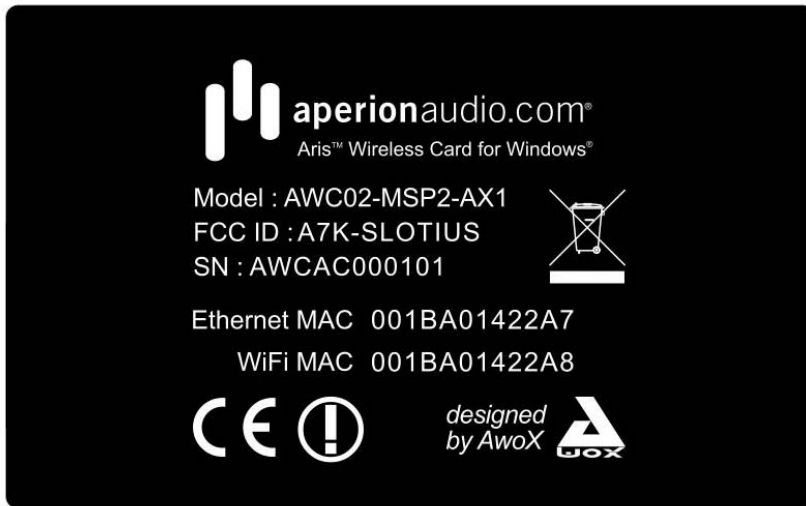 aperionaudio.com®
Aris™ Wireless Card for Windows®
Model : AWC02-MSP2-AX1
FCC ID : A7K-SLOTIUS
SN : AWCAC000101
Ethernet MAC 001BA01422A7
WiFi MAC 001BA01422A8
CE
designed
by AwoX
WOX